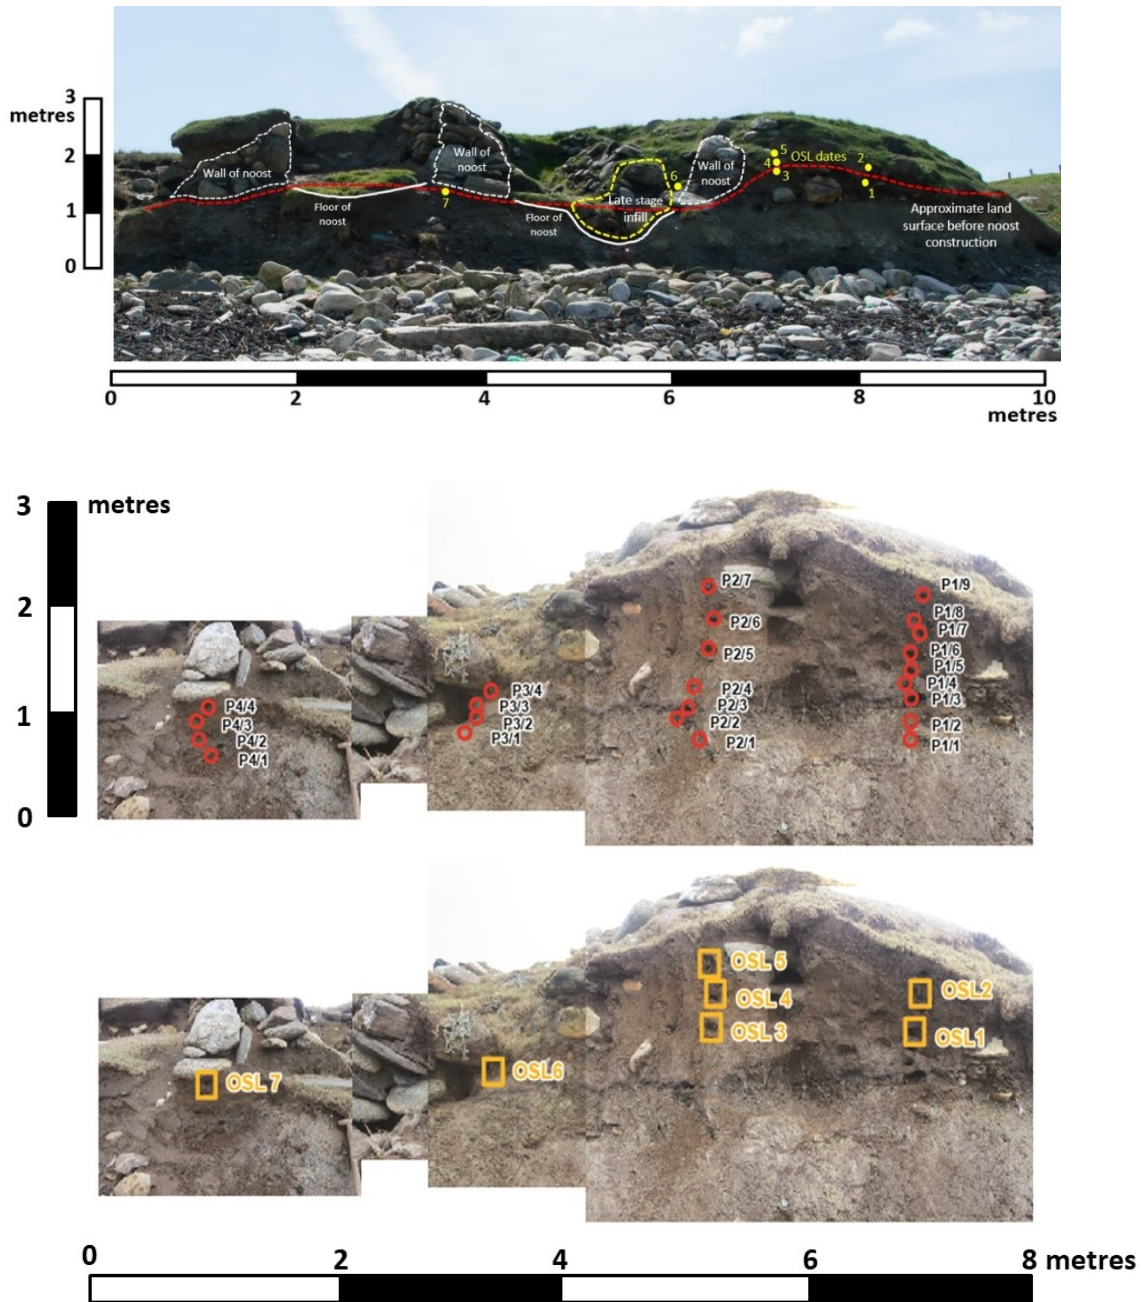 3
metres
2
1
0
Wall of noost
Wall of
noost
Wall of
noost
Floor of
noost
Floor of
noost
Late stage
infill
6
7
5
4
3
OSL dates
2
1
Approximate land
surface before noost
construction
0
2
4
6
8
10
metres
3
metres
2
1
0
P4/4
P4/3
P4/2
P4/1
P3/4
P3/3
P3/2
P3/1
P2/7
P2/6
P2/5
P2/4
P2/3
P2/2
P2/1
P1/9
P1/8
P1/7
P1/6
P1/5
P1/4
P1/3
P1/2
P1/1
OSL 7
OSL6
OSL 5
OSL 4
OSL 3
OSL2
OSL1
0
2
4
6
8 metres